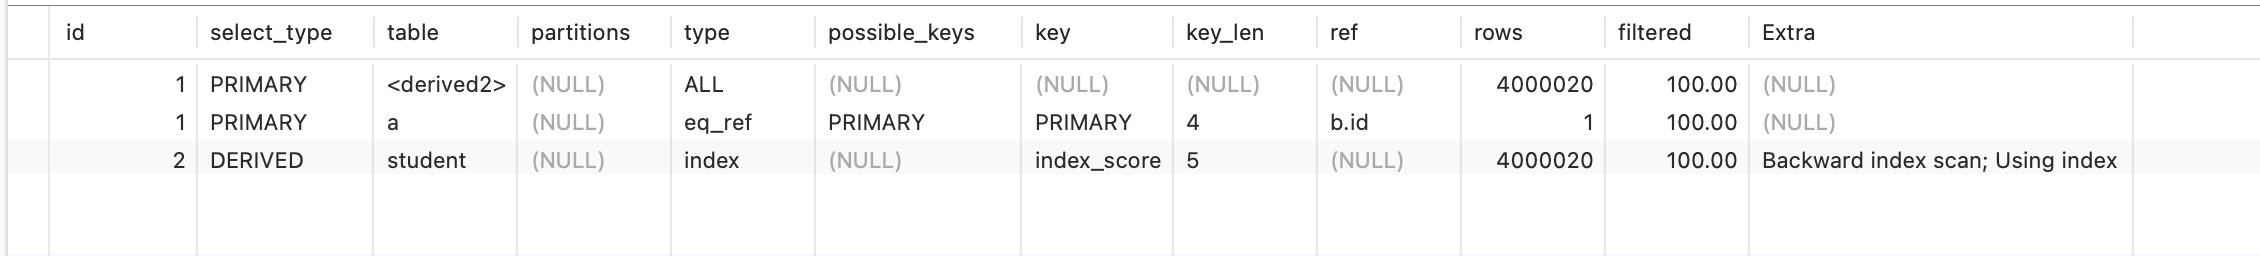 id select_type table partitions type possible_keys key key_len ref rows filtered Extra
1 PRIMARY <derived2> (NULL) ALL (NULL) (NULL) (NULL) (NULL) 4000020 100.00 (NULL)
1 PRIMARY a (NULL) eq_ref PRIMARY PRIMARY 4 b.id 1 100.00 (NULL)
2 DERIVED student (NULL) index (NULL) index_score 5 (NULL) 4000020 100.00 Backward index scan; Using index